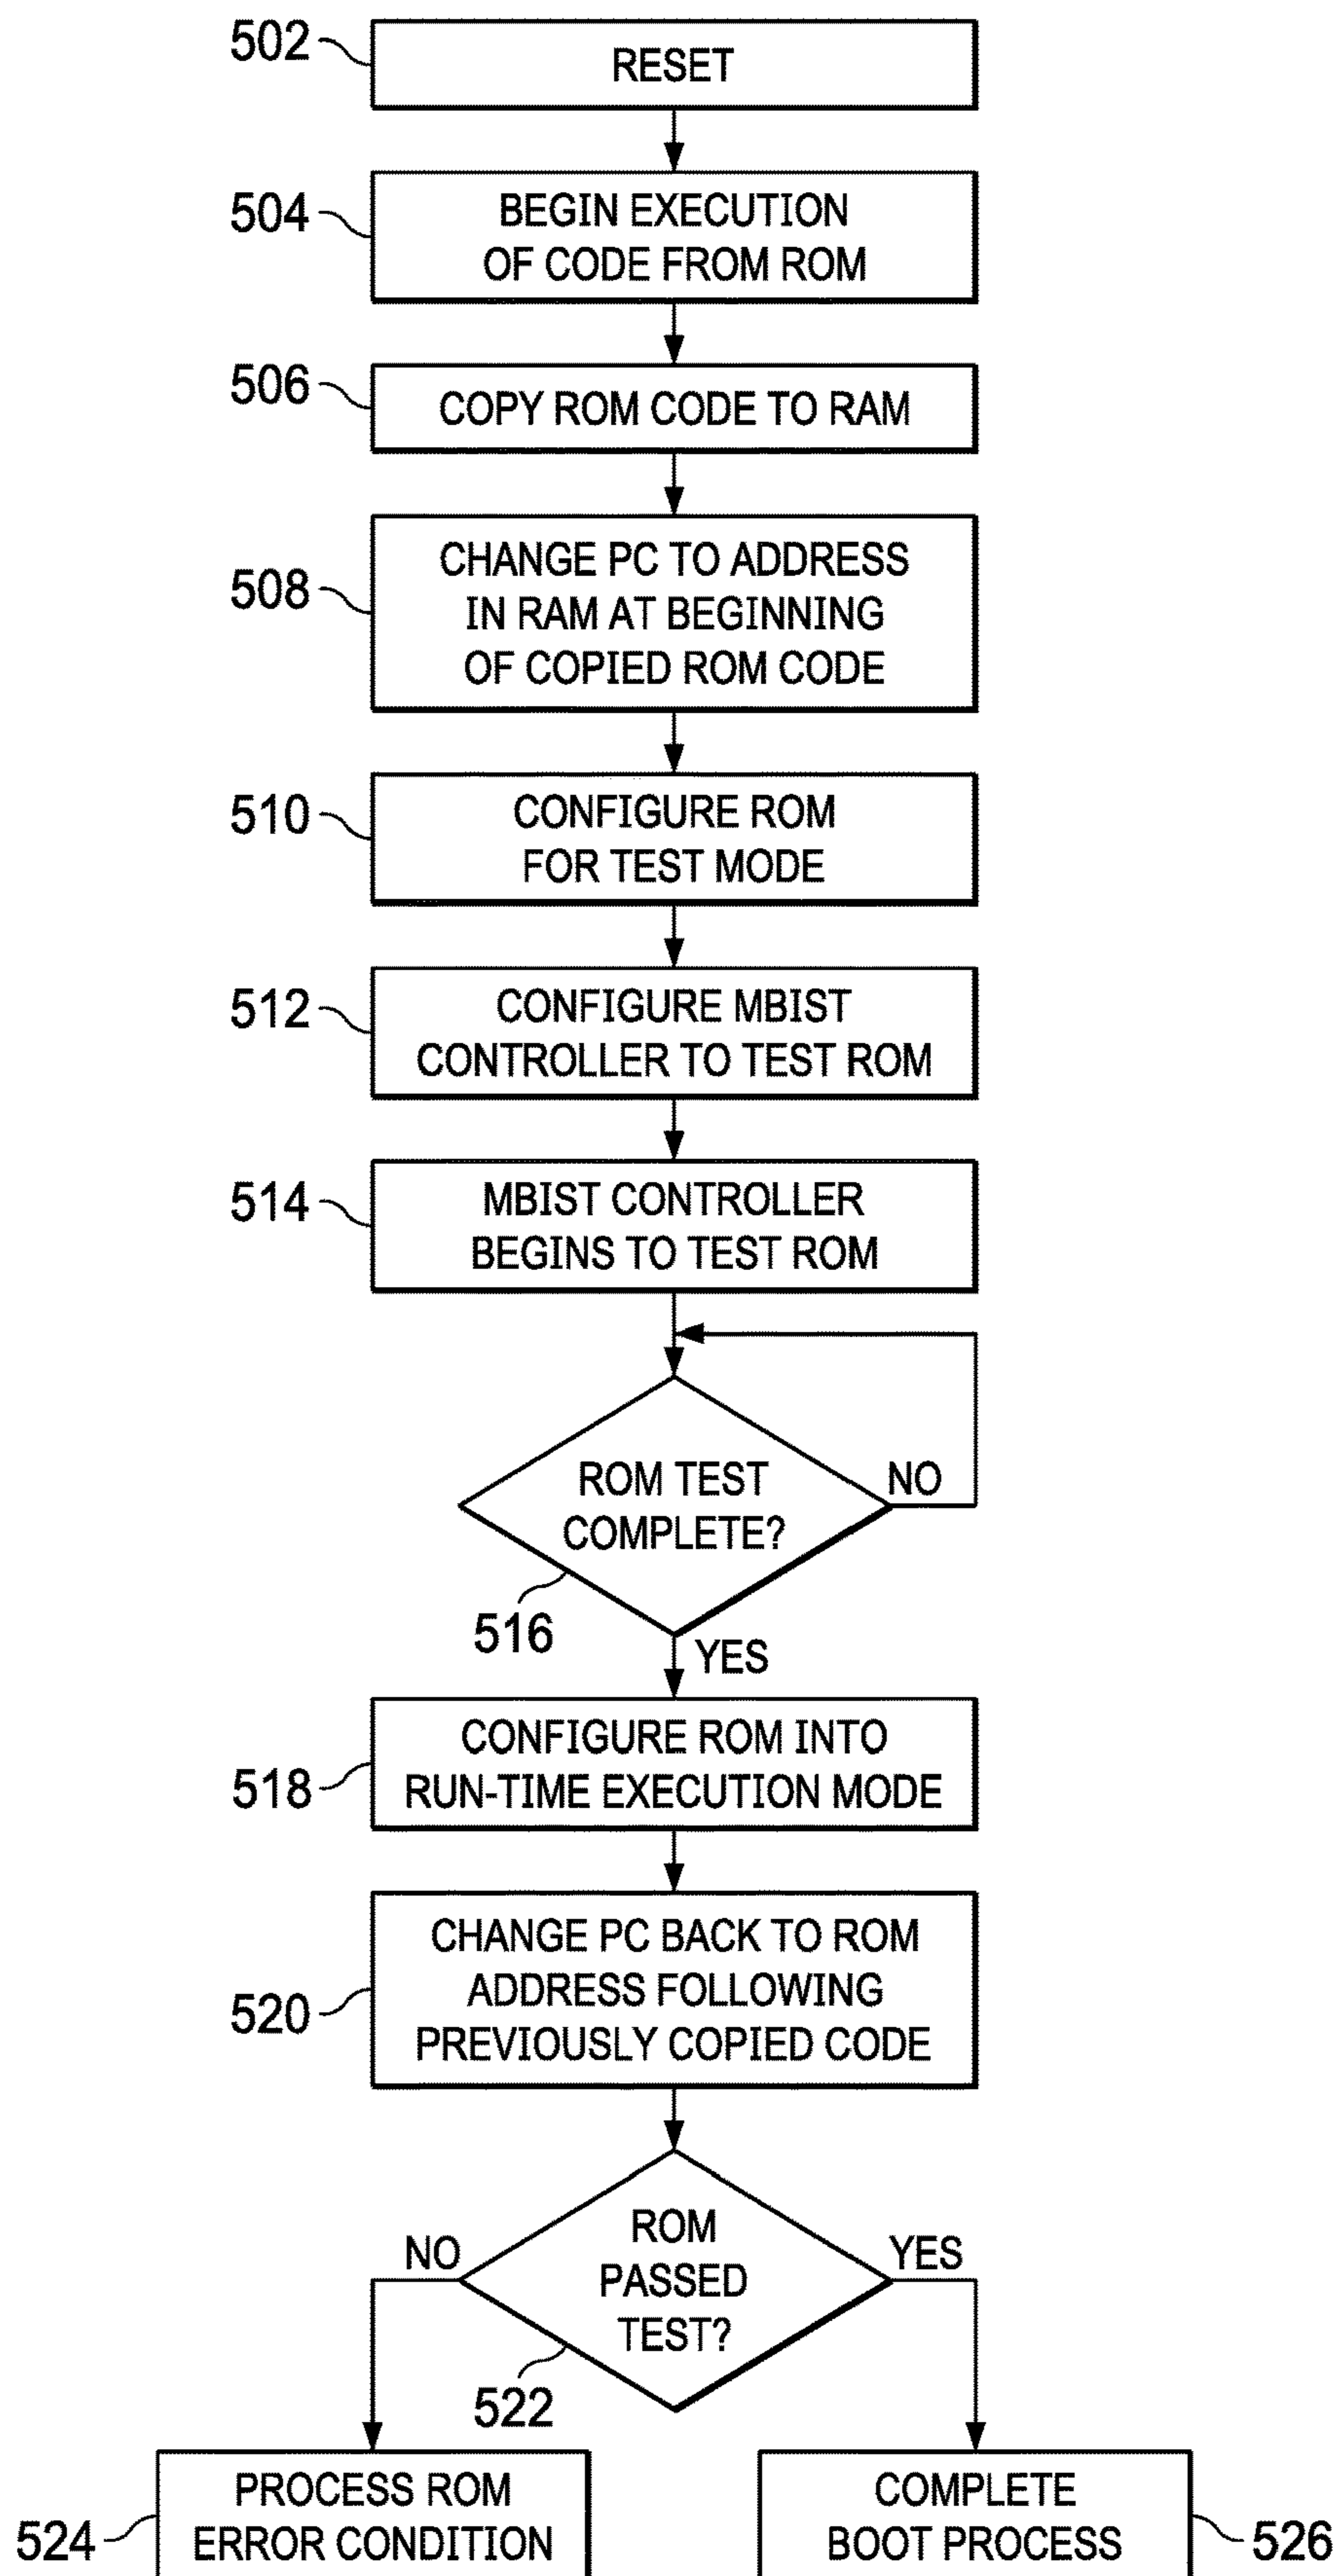 502
RESET
504
BEGIN EXECUTION
OF CODE FROM ROM
506
COPY ROM CODE TO RAM
508
CHANGE PC TO ADDRESS
IN RAM AT BEGINNING
OF COPIED ROM CODE
510
CONFIGURE ROM
FOR TEST MODE
512
CONFIGURE MBIST
CONTROLLER TO TEST ROM
514
MBIST CONTROLLER
BEGINS TO TEST ROM
ROM TEST
COMPLETE?
NO
516
YES
518
CONFIGURE ROM INTO
RUN-TIME EXECUTION MODE
520
CHANGE PC BACK TO ROM
ADDRESS FOLLOWING
PREVIOUSLY COPIED CODE
NO
ROM
PASSED
TEST?
YES
522
524
PROCESS ROM
ERROR CONDITION
COMPLETE
BOOT PROCESS
526